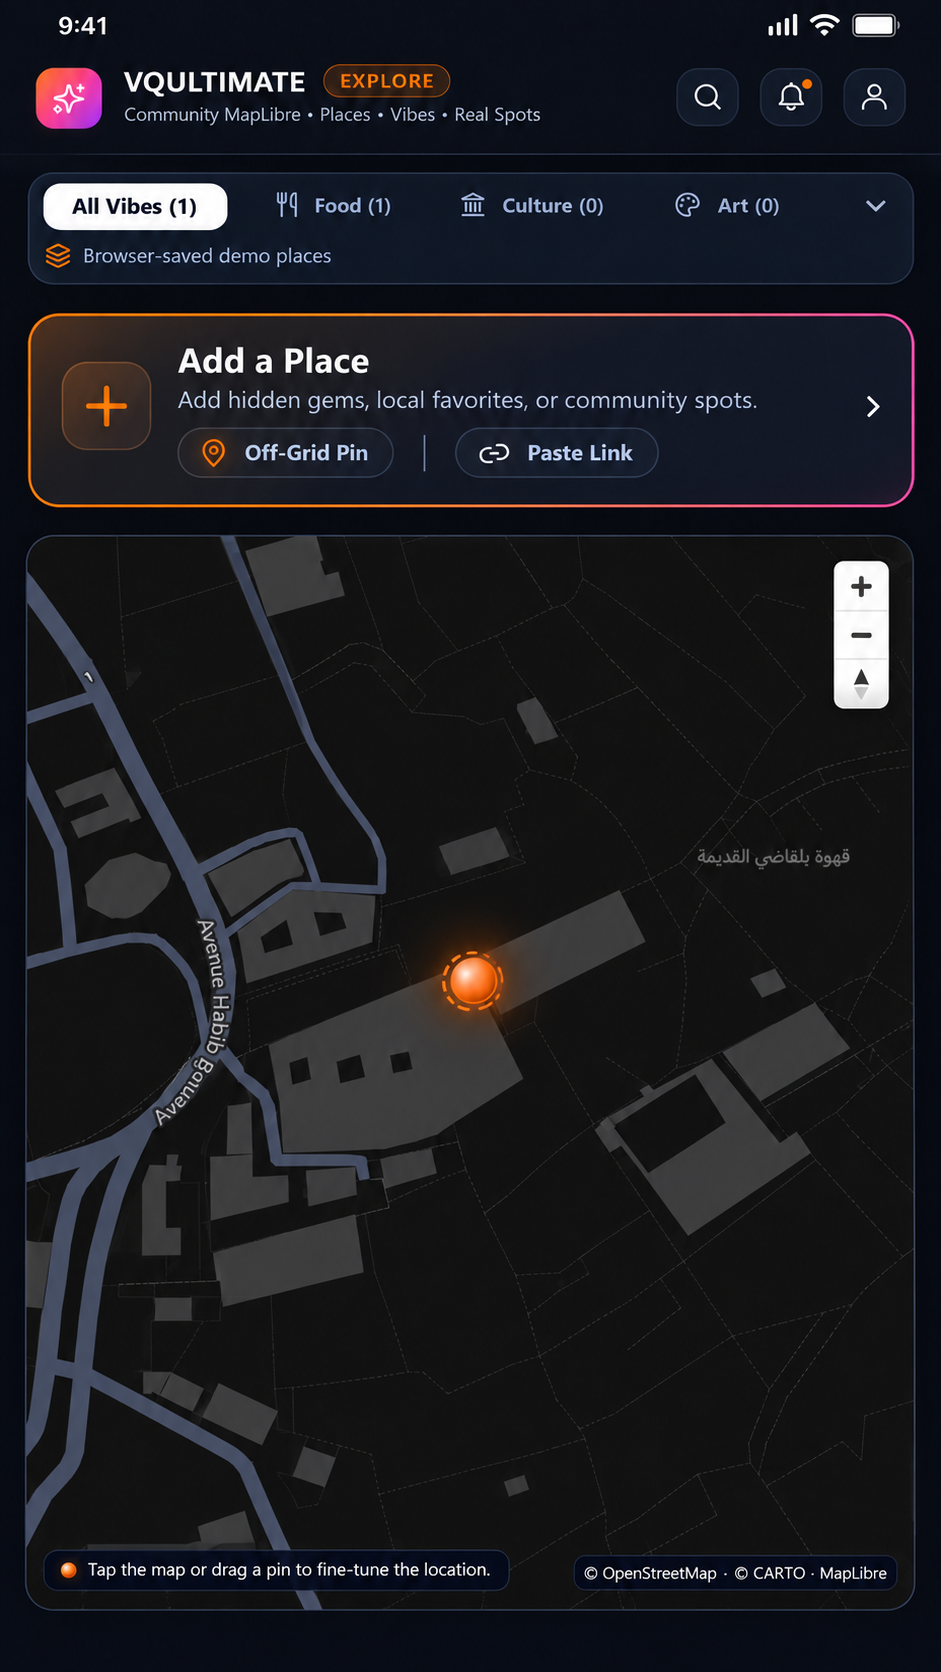 9:41
VQULTIMATE
EXPLORE
Community MapLibre • Places • Vibes • Real Spots
All Vibes (1)
Food (1)
Culture (0)
Art (0)
Browser-saved demo places
Add a Place
Add hidden gems, local favorites, or community spots.
Off-Grid Pin
Paste Link
قهوة بلقاضي القديمة
Avenue Habib
Tap the map or drag a pin to fine-tune the location.
© OpenStreetMap · © CARTO · MapLibre